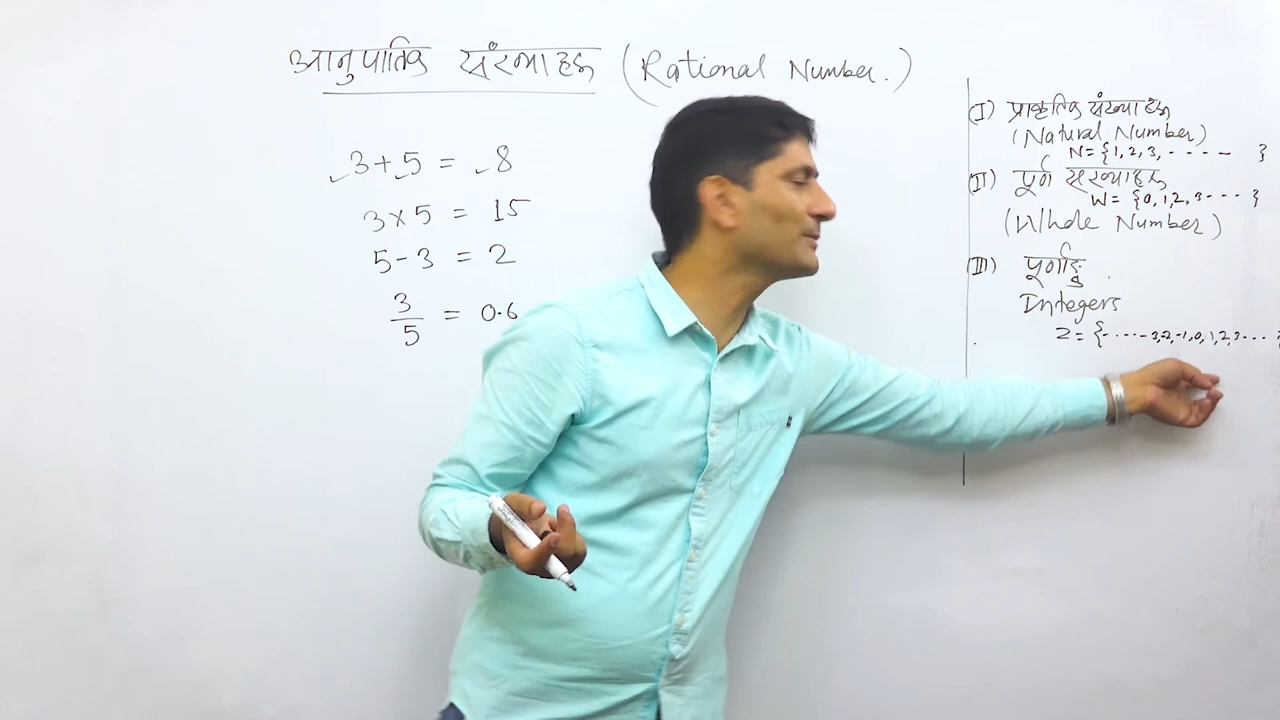 आनुपातिक संख्याहरू (Rational Number.)
3 + 5 = 8
3 × 5 = 15
5 - 3 = 2
3/5 = 0.6
(I) प्राकृतिक संख्याहरू
(Natural Number)
N = {1, 2, 3, ------ }
(II) पूर्ण संख्याहरू
W = {0, 1, 2, 3 ---- }
(Whole Number)
(III) पूर्णाङ्क
Integers
Z = {------ -3, -2, -1, 0, 1, 2, 3 ---- }